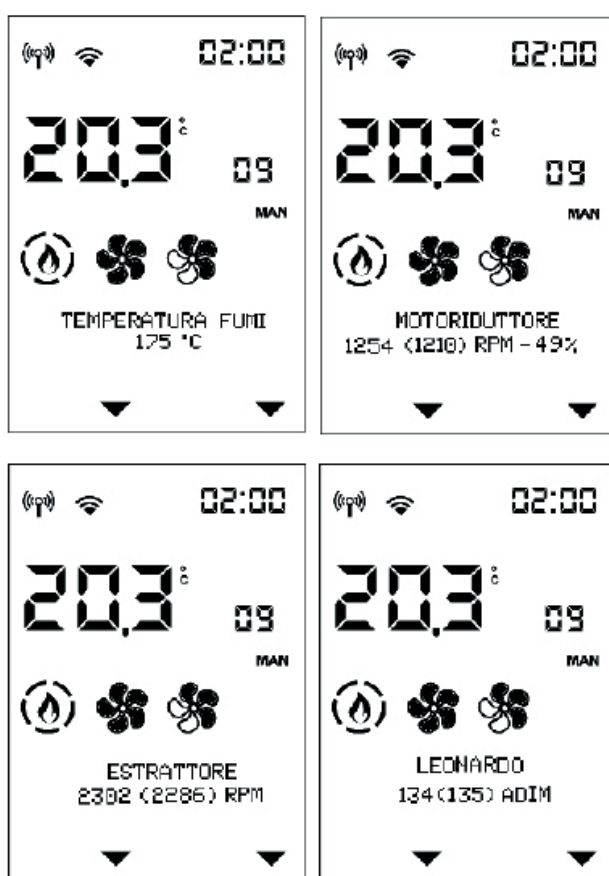 02:00
20.3 °C
09
MAN
TEMPERATURA FUMI
175 °C
02:00
20.3 °C
09
MAN
MOTORIDUTTORE
1254 (1210) RPM - 49%
02:00
20.3 °C
09
MAN
ESTRATTORE
2302 (2286) RPM
02:00
20.3 °C
09
MAN
LEONARDO
134(135) ADIM